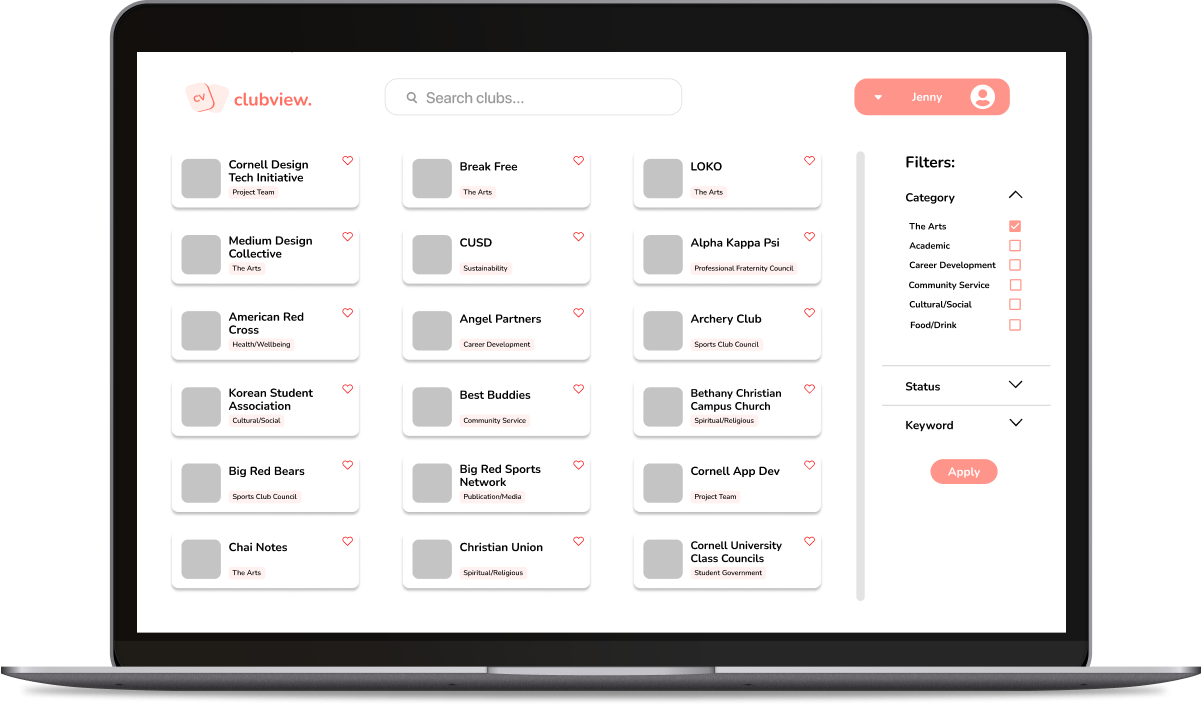 CV
clubview.
Search clubs...
Jenny
Cornell Design
Tech Initiative
Project Team
Break Free
The Arts
LOKO
The Arts
Medium Design
Collective
The Arts
CUSD
Sustainability
Alpha Kappa Psi
Professional Fraternity Council
American Red
Cross
Health/Wellbeing
Angel Partners
Career Development
Archery Club
Sports Club Council
Korean Student
Association
Cultural/Social
Best Buddies
Community Service
Bethany Christian
Campus Church
Spiritual/Religious
Big Red Bears
Sports Club Council
Big Red Sports
Network
Publication/Media
Cornell App Dev
Project Team
Chai Notes
The Arts
Christian Union
Spiritual/Religious
Cornell University
Class Councils
Student Government
Filters:
Category
The Arts
Academic
Career Development
Community Service
Cultural/Social
Food/Drink
Status
Keyword
Apply